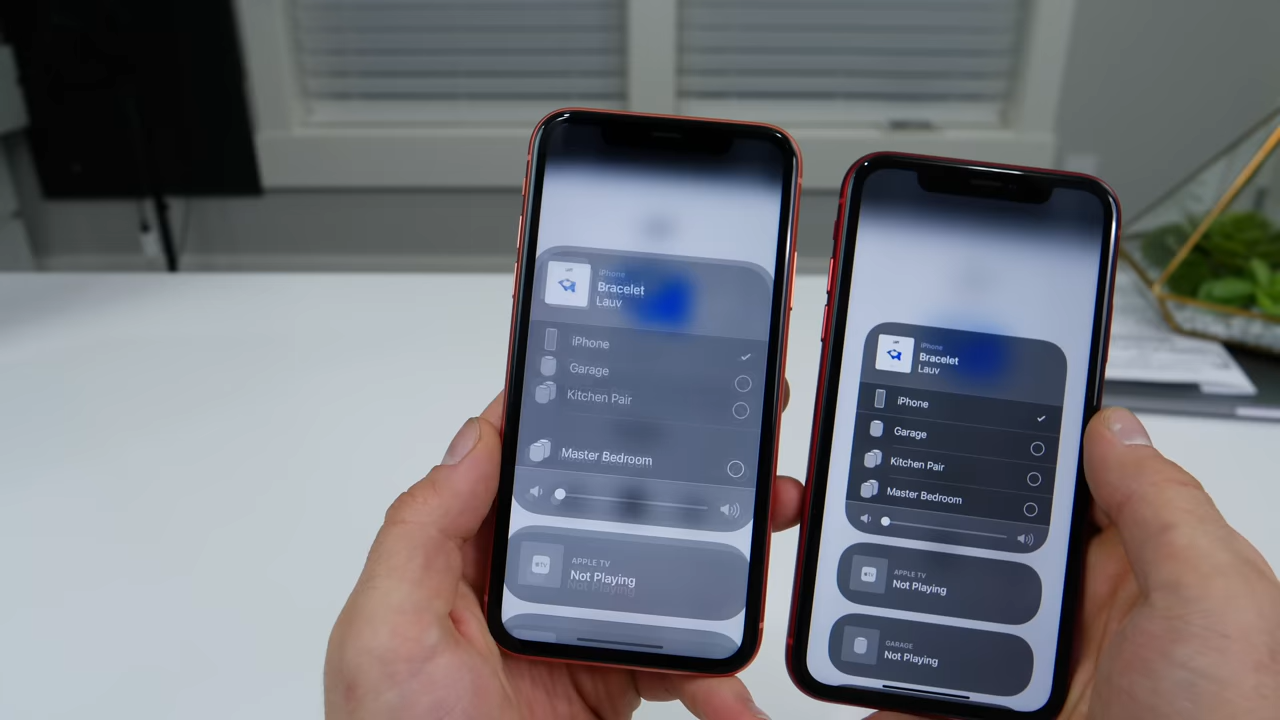 iPhone
Bracelet
Lauv
iPhone
Garage
Kitchen Pair
Master Bedroom
APPLE TV
Not Playing
iPhone
Bracelet
Lauv
iPhone
Garage
Kitchen Pair
Master Bedroom
APPLE TV
Not Playing
GARAGE
Not Playing